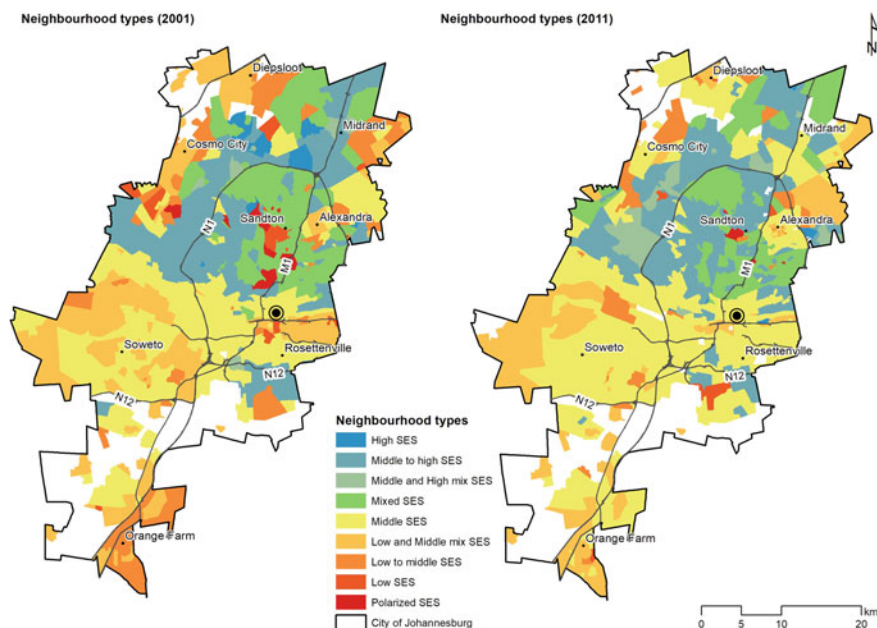 Neighbourhood types (2001)
Diepsloot
Midrand
Cosmo City
N1
Sandton
Alexandra
M1
Soweto
Rosettenville
N12
N12
Orange Farm
Neighbourhood types (2011)
N
Diepsloot
Midrand
Cosmo City
N1
Sandton
Alexandra
M1
Soweto
Rosettenville
N12
N12
Orange Farm
Neighbourhood types
High SES
Middle to high SES
Middle and High mix SES
Mixed SES
Middle SES
Low and Middle mix SES
Low to middle SES
Low SES
Polarized SES
City of Johannesburg
km
0 5 10 20